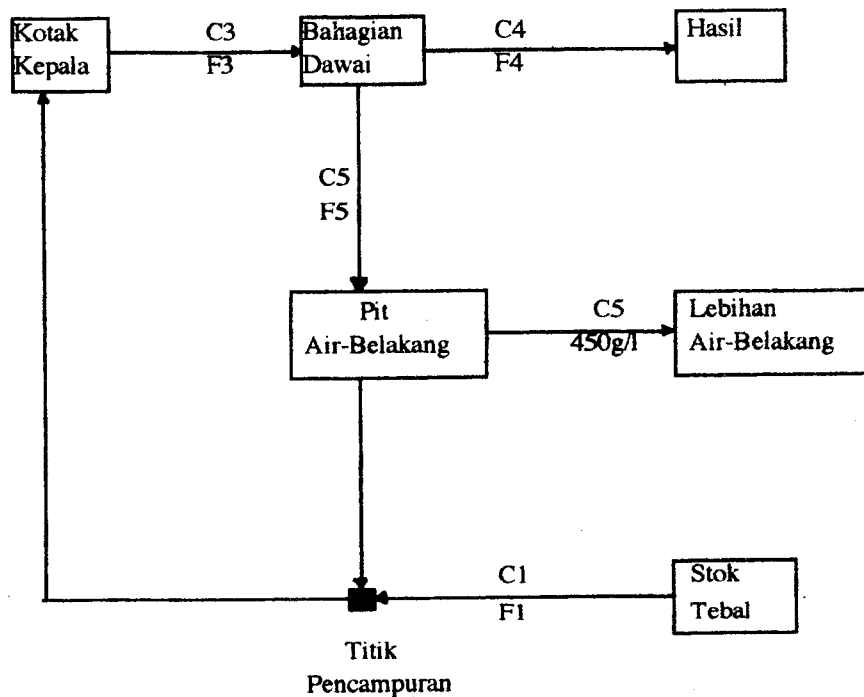 Kotak
Kepala
C3
F3
Bahagian
Dawai
C4
F4
Hasil
C5
F5
Pit
Air-Belakang
C5
450g/l
Lebihan
Air-Belakang
C1
F1
Stok
Tebal
Titik
Pencampuran